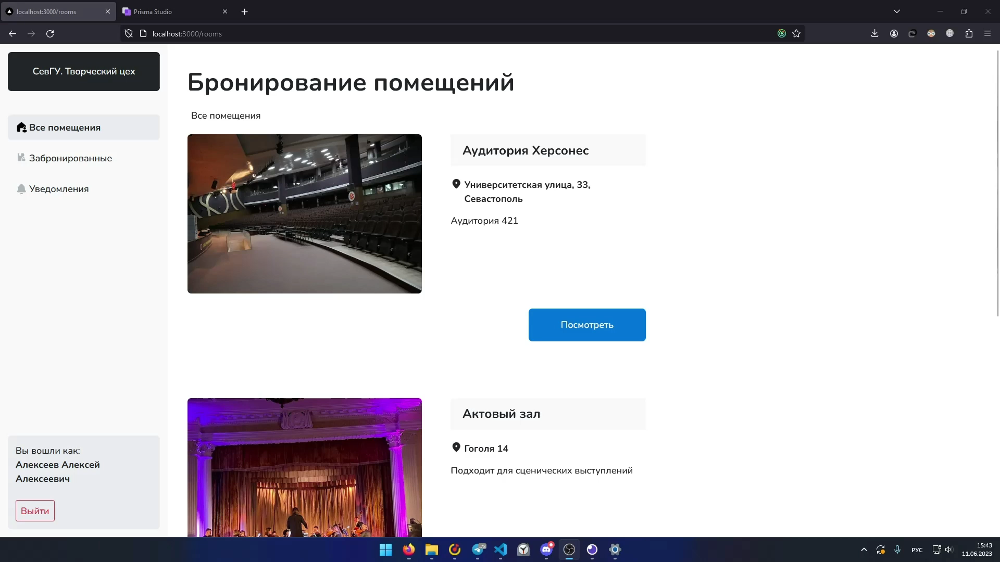 localhost:3000/rooms
Prisma Studio
localhost:3000/rooms
СевГУ. Творческий цех
Все помещения
Забронированные
Уведомления
Вы вошли как:
Алексеев Алексей
Алексеевич
Выйти
Бронирование помещений
Все помещения
Аудитория Херсонес
Университетская улица, 33,
Севастополь
Аудитория 421
Посмотреть
Актовый зал
Гоголя 14
Подходит для сценических выступлений
78
РУС
15:43
11.06.2023